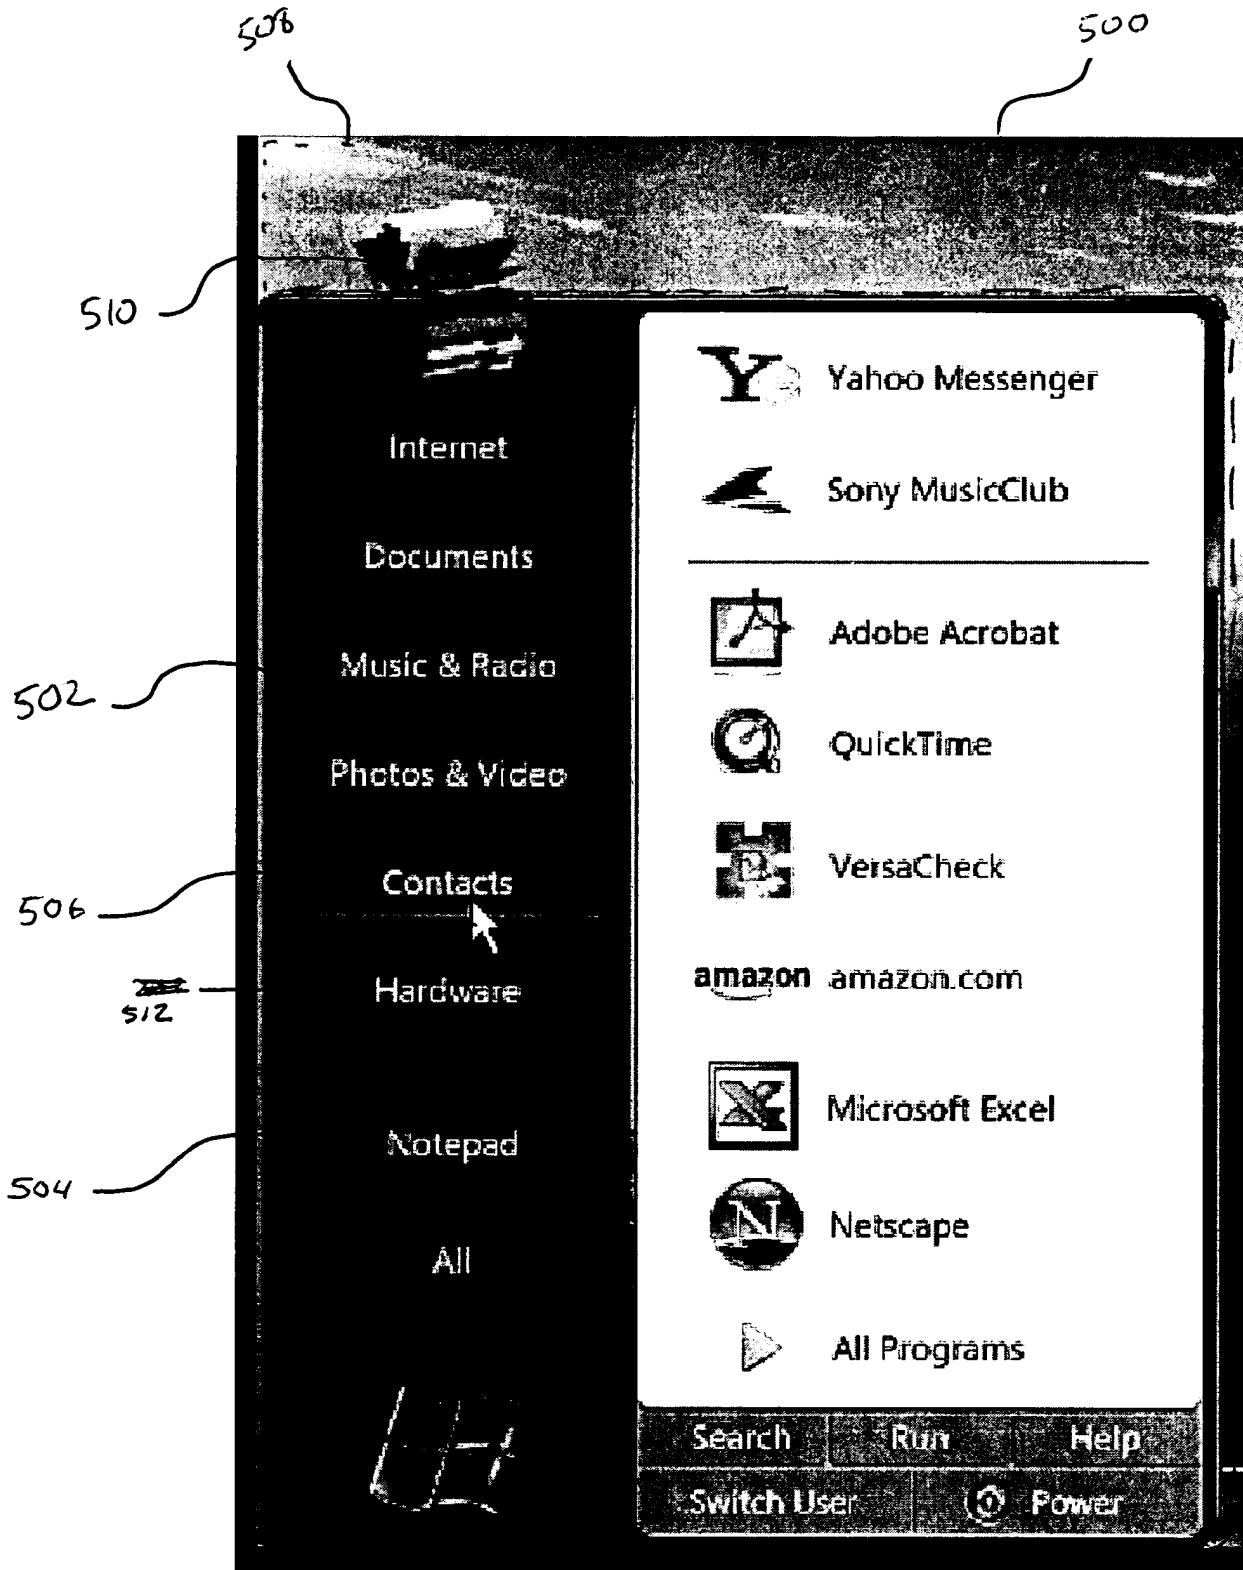 508 500
510
Yahoo Messenger
Internet
Sony MusicClub
Documents
Adobe Acrobat
502 Music & Radio
QuickTime
Photos & Video
VersaCheck
506 Contacts
amazon amazon.com
Hardware
512
Microsoft Excel
504 Notepad
N Netscape
All
All Programs
Search Run Help
Switch User Power